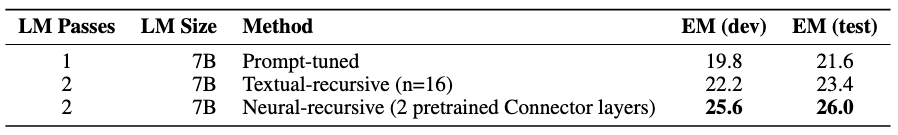 LM Passes LM Size Method EM (dev) EM (test)
1 7B Prompt-tuned 19.8 21.6
2 7B Textual-recursive (n=16) 22.2 23.4
2 7B Neural-recursive (2 pretrained Connector layers) 25.6 26.0